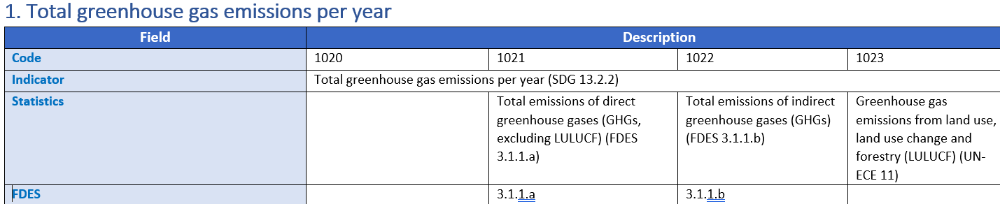 1. Total greenhouse gas emissions per year
Field Description
Code 1020 1021 1022 1023
Indicator Total greenhouse gas emissions per year (SDG 13.2.2)
Statistics Total emissions of direct Total emissions of indirect Greenhouse gas
greenhouse gases (GHGs, greenhouse gases (GHGs) emissions from land use,
excluding LULUCF) (FDES (FDES 3.1.1.b) land use change and
3.1.1.a) forestry (LULUCF) (UN-
ECE 11)
FDES 3.1.1.a 3.1.1.b